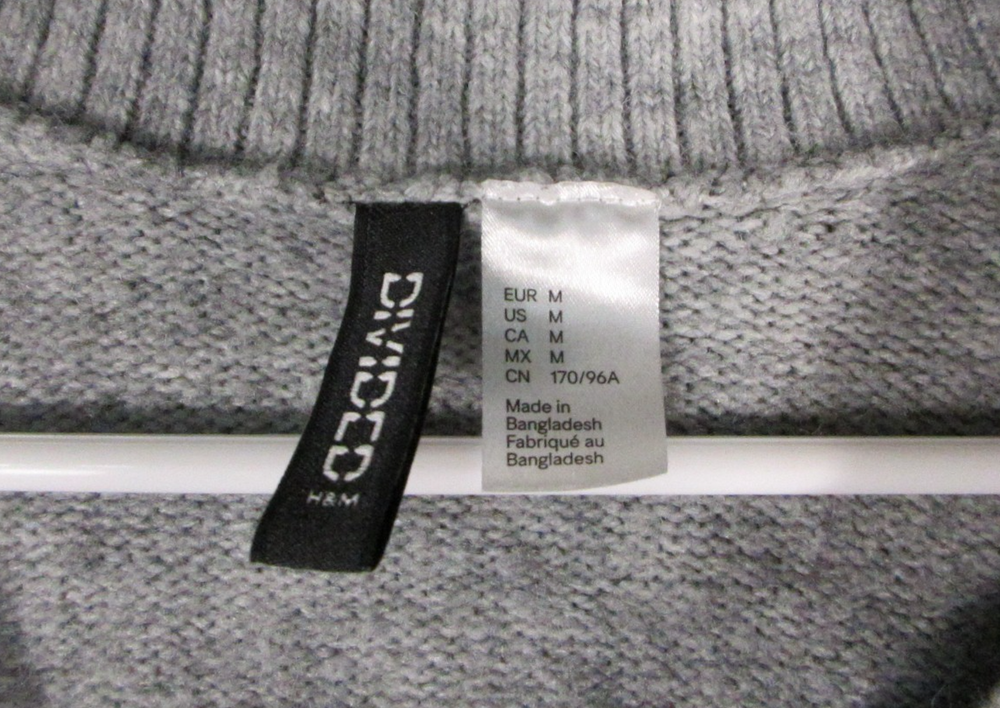 DIVIDED
H&M
EUR M
US M
CA M
MX M
CN 170/96A
Made in
Bangladesh
Fabriqué au
Bangladesh